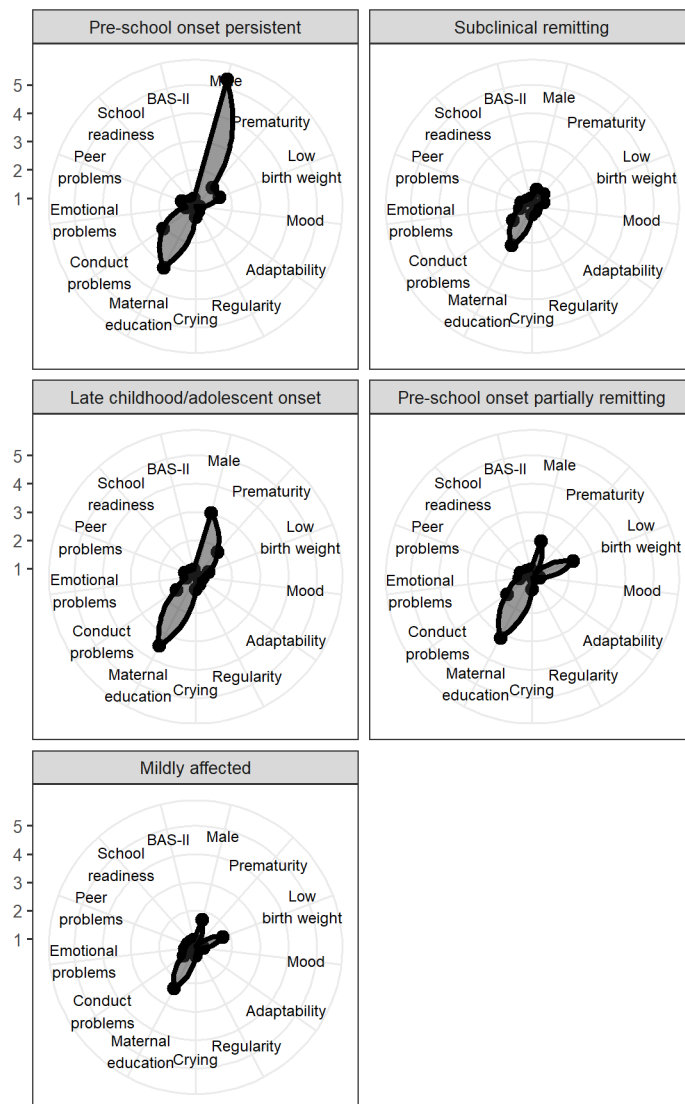 Pre-school onset persistent
5
4
3
2
1
BAS-II
Male
School
readiness
Prematurity
Peer
problems
Low
birth weight
Emotional
problems
Mood
Conduct
problems
Adaptability
Maternal
education
Crying
Regularity
Subclinical remitting
BAS-II
Male
School
readiness
Prematurity
Peer
problems
Low
birth weight
Emotional
problems
Mood
Conduct
problems
Adaptability
Maternal
education
Crying
Regularity
Late childhood/adolescent onset
5
4
3
2
1
BAS-II
Male
School
readiness
Prematurity
Peer
problems
Low
birth weight
Emotional
problems
Mood
Conduct
problems
Adaptability
Maternal
education
Crying
Regularity
Pre-school onset partially remitting
BAS-II
Male
School
readiness
Prematurity
Peer
problems
Low
birth weight
Emotional
problems
Mood
Conduct
problems
Adaptability
Maternal
education
Crying
Regularity
Mildly affected
5
4
3
2
1
BAS-II
Male
School
readiness
Prematurity
Peer
problems
Low
birth weight
Emotional
problems
Mood
Conduct
problems
Adaptability
Maternal
education
Crying
Regularity